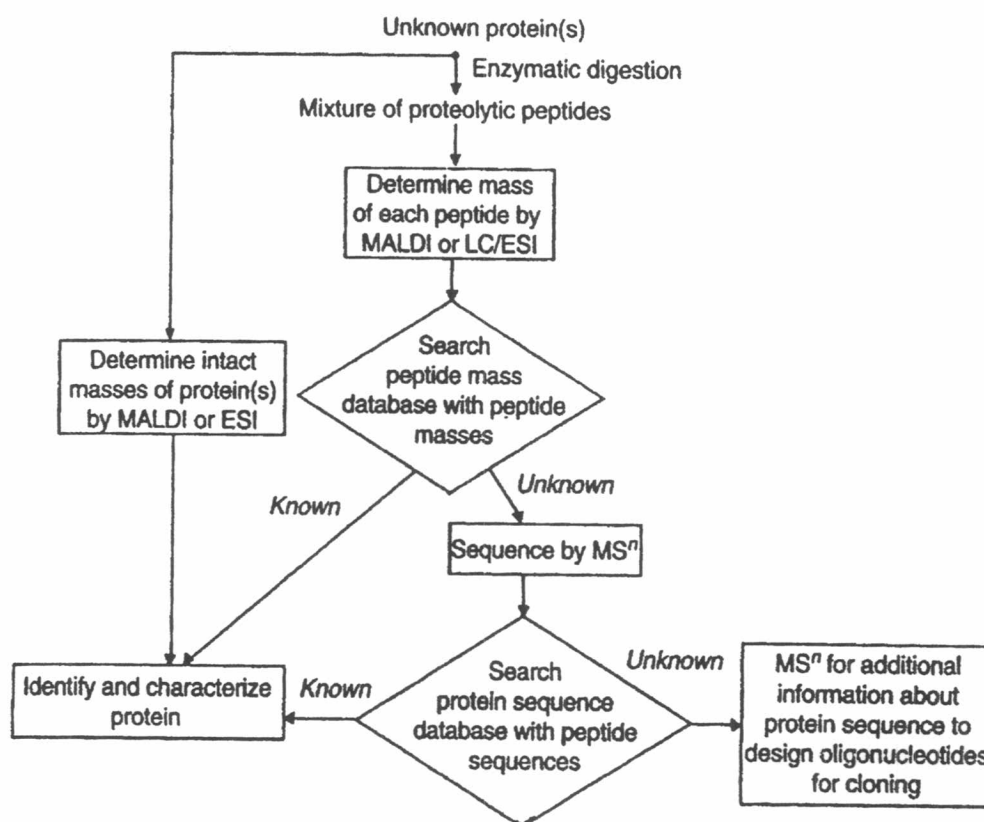 Unknown protein(s)
Enzymatic digestion
Mixture of proteolytic peptides
Determine mass
of each peptide by
MALDI or LC/ESI
Search
peptide mass
database with peptide
masses
Determine intact
masses of protein(s)
by MALDI or ESI
Known
Unknown
Sequence by MSⁿ
Search
protein sequence
database with peptide
sequences
Known
Unknown
Identify and characterize
protein
MSⁿ for additional
information about
protein sequence to
design oligonucleotides
for cloning